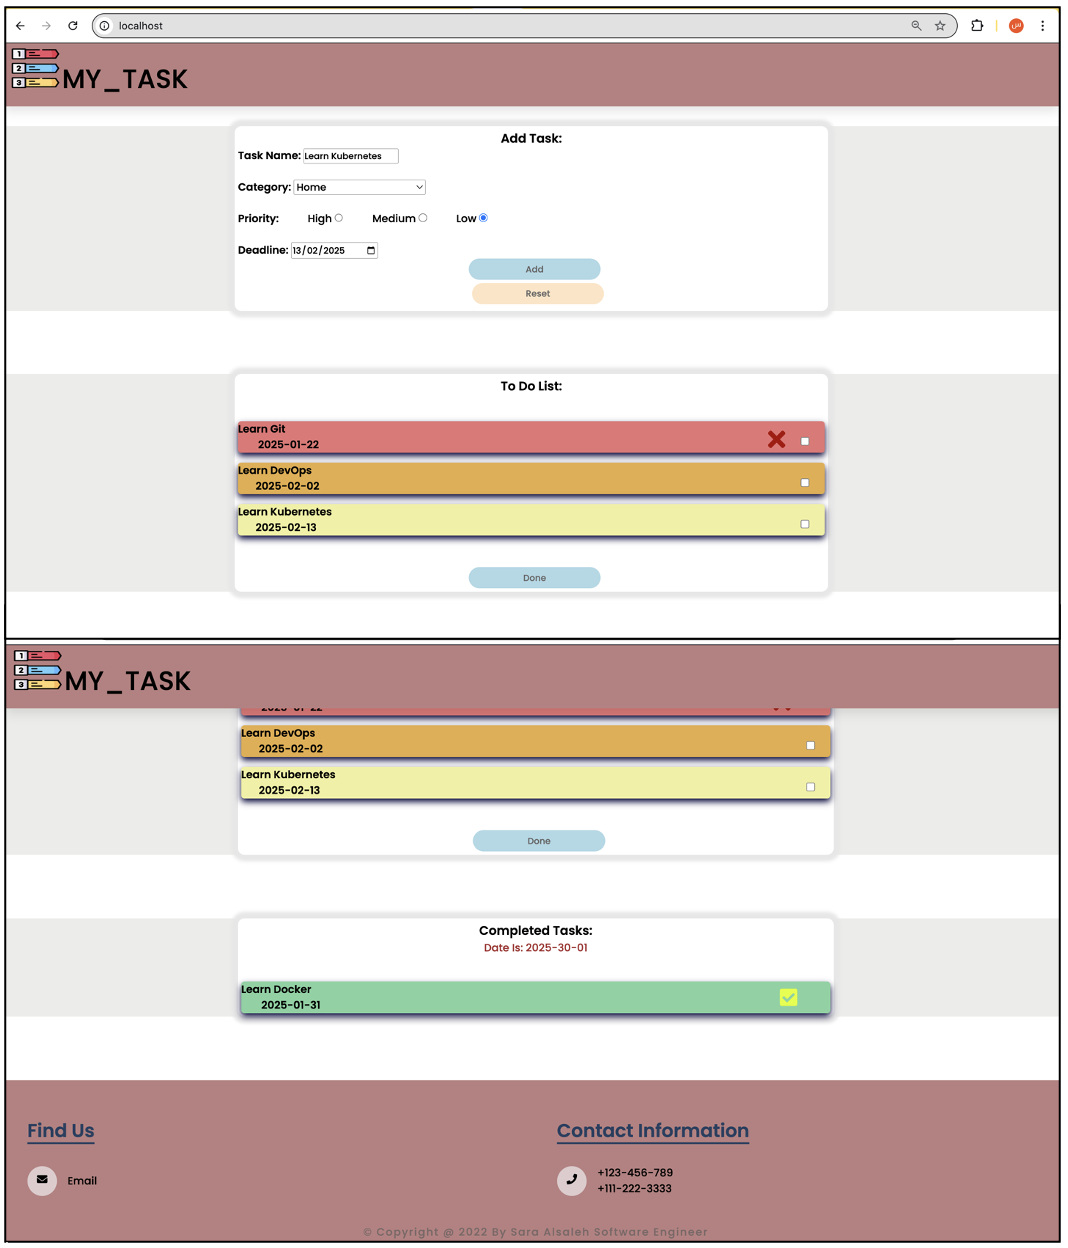 localhost
س
1
2
3
MY_TASK
Add Task:
Task Name: Learn Kubernetes
Category: Home
Priority: High Medium Low
Deadline: 13/02/2025
Add
Reset
To Do List:
Learn Git
2025-01-22
Learn DevOps
2025-02-02
Learn Kubernetes
2025-02-13
Done
1
2
3
MY_TASK
2025-01-22
Learn DevOps
2025-02-02
Learn Kubernetes
2025-02-13
Done
Completed Tasks:
Date Is: 2025-30-01
Learn Docker
2025-01-31
Find Us
Contact Information
Email
+123-456-789
+111-222-3333
© Copyright @ 2022 By Sara Alsaleh Software Engineer